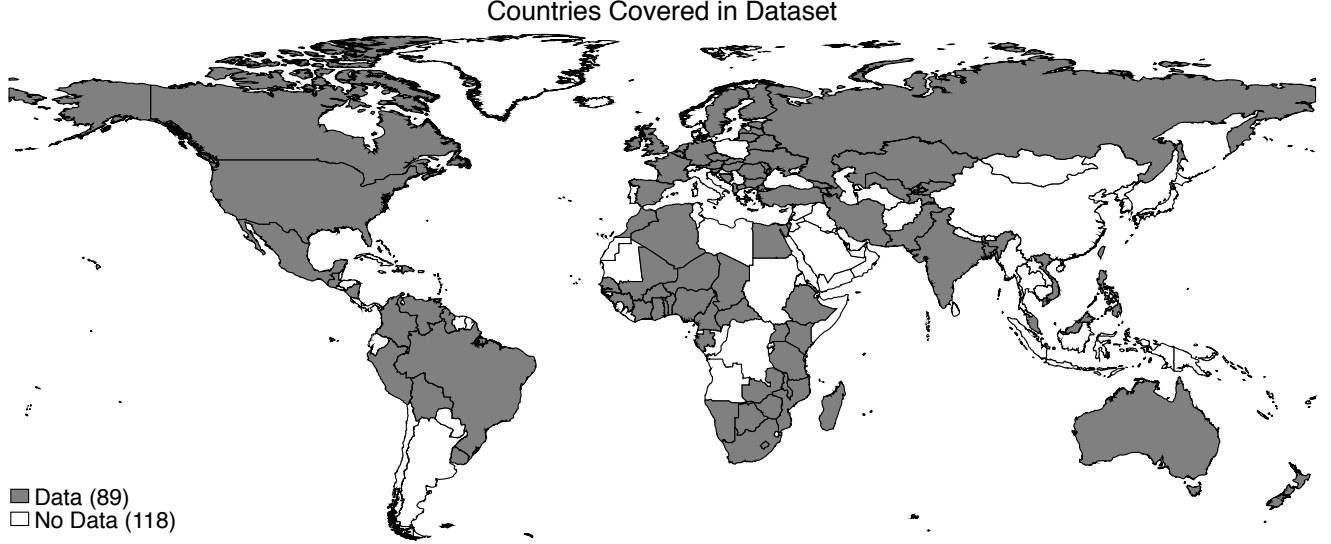 Countries Covered in Dataset
Data (89)
No Data (118)